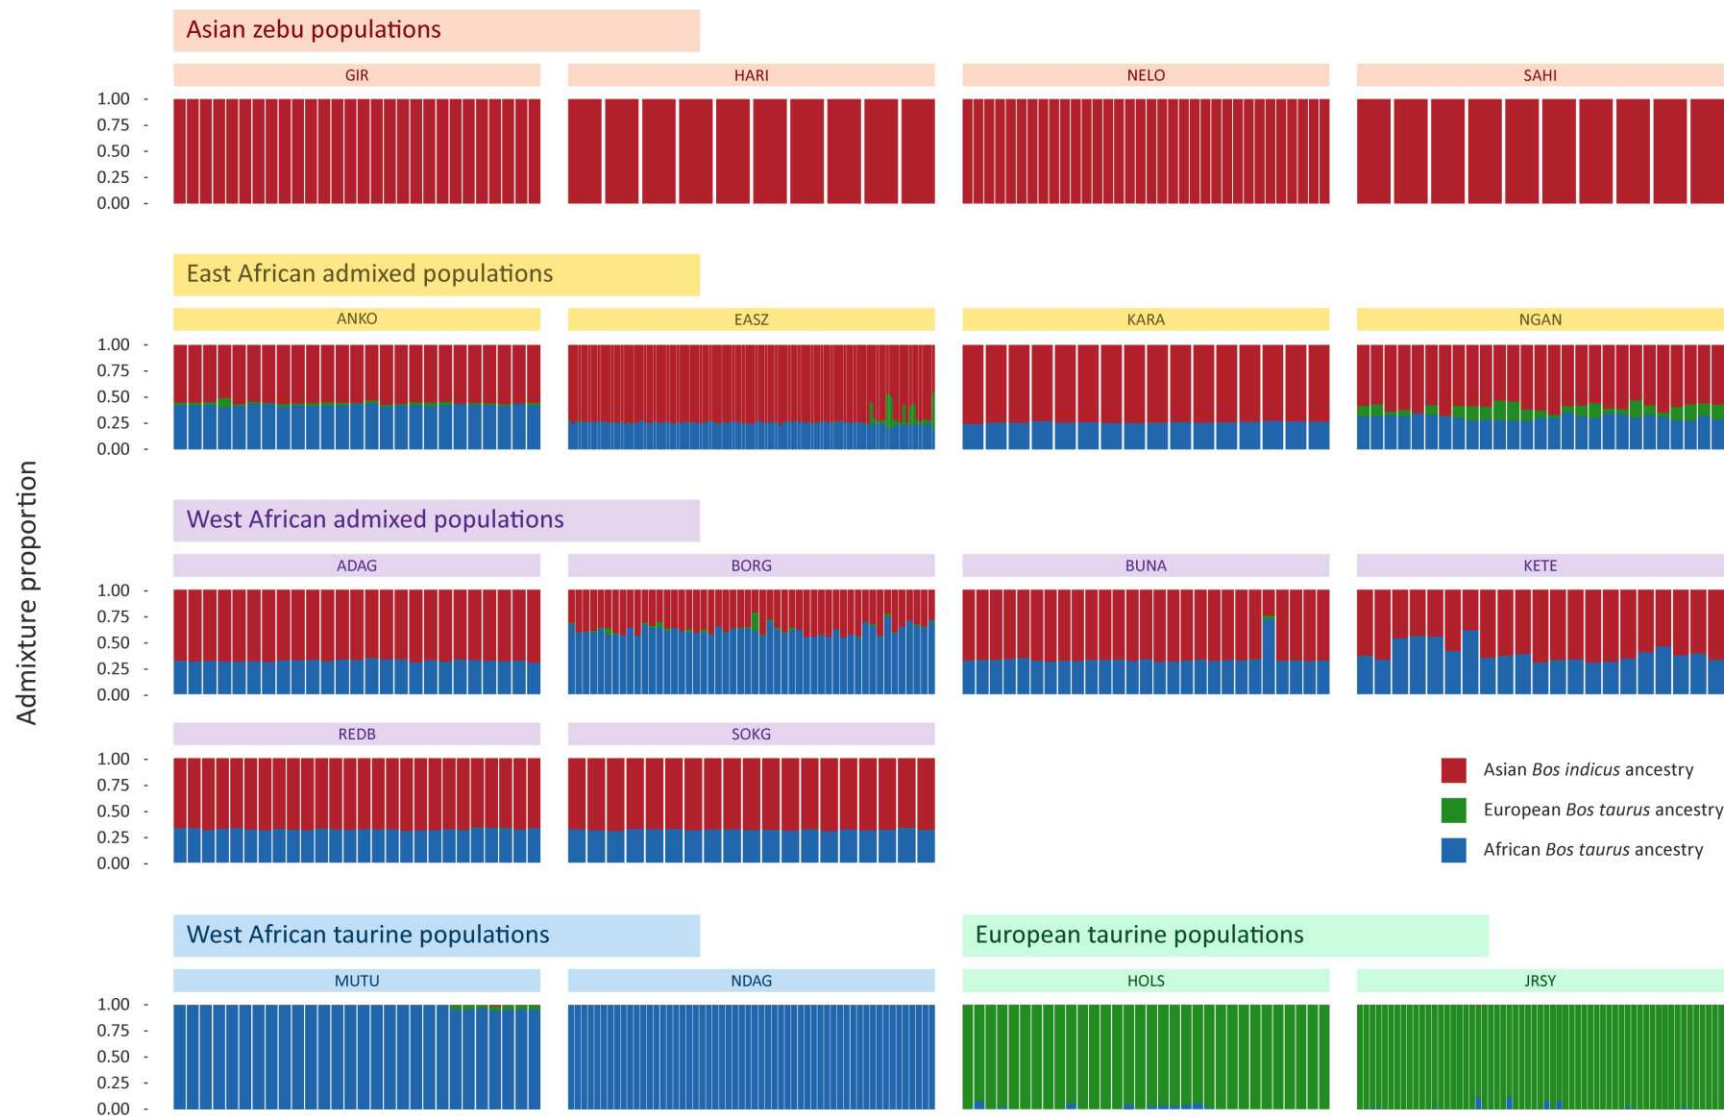 Asian zebu populations
GIR HARI NELO SAHI
1.00 -
0.75 -
0.50 -
0.25 -
0.00 -
East African admixed populations
ANKO EASZ KARA NGAN
1.00 -
0.75 -
0.50 -
0.25 -
0.00 -
Admixture proportion
West African admixed populations
ADAG BORG BUNA KETE
1.00 -
0.75 -
0.50 -
0.25 -
0.00 -
REDB SOKG
1.00 -
0.75 -
0.50 -
0.25 -
0.00 -
Asian Bos indicus ancestry
European Bos taurus ancestry
African Bos taurus ancestry
West African taurine populations
European taurine populations
MUTU NDAG HOLS JRSY
1.00 -
0.75 -
0.50 -
0.25 -
0.00 -